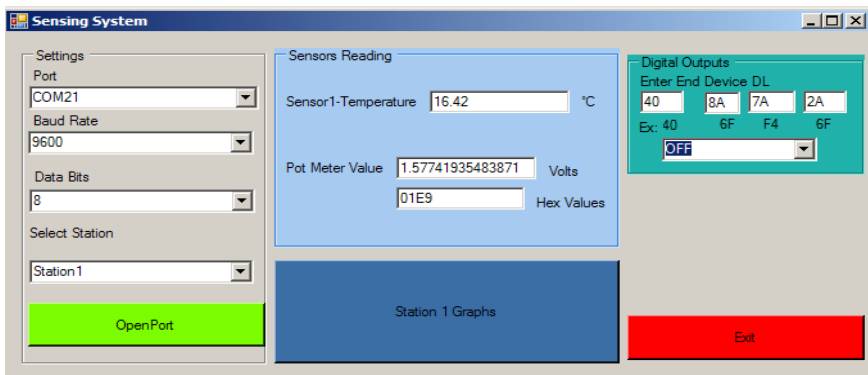 Sensing System
Settings
Port
COM21
Baud Rate
9600
Data Bits
8
Select Station
Station1
OpenPort
Sensors Reading
Sensor1-Temperature 16.42 °C
Pot Meter Value 1.57741935483871 Volts
01E9 Hex Values
Station 1 Graphs
Digital Outputs
Enter End Device DL
40 8A 7A 2A
Ex: 40 6F F4 6F
OFF
Exit